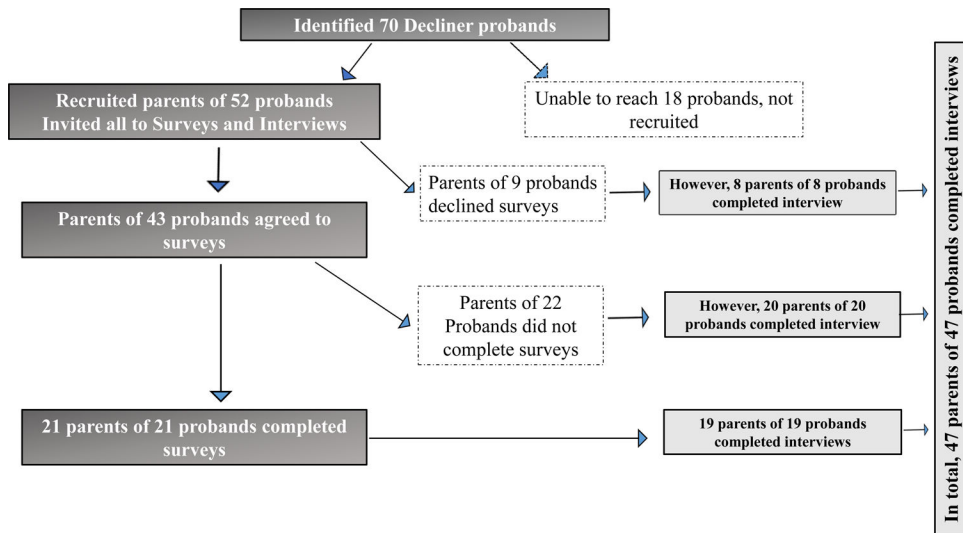 Identified 70 Decliner probands
Recruited parents of 52 probands
Invited all to Surveys and Interviews
Unable to reach 18 probands, not
recruited
Parents of 9 probands
declined surveys
However, 8 parents of 8 probands
completed interview
Parents of 43 probands agreed to
surveys
Parents of 22
Probands did not
complete surveys
However, 20 parents of 20
probands completed interview
21 parents of 21 probands completed
surveys
19 parents of 19 probands
completed interviews
In total, 47 parents of 47 probands completed interviews